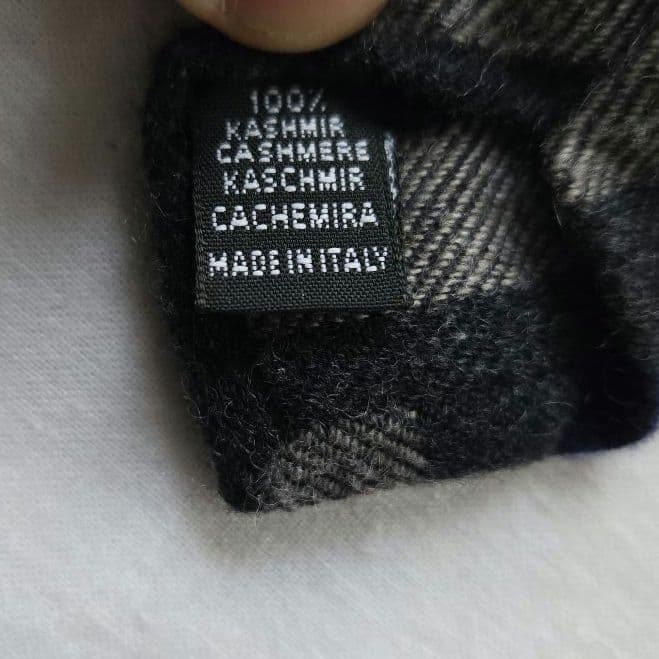 100%
KASHMIR
CASHMERE
KASCHMIR
CACHEMIRA
MADE IN ITALY